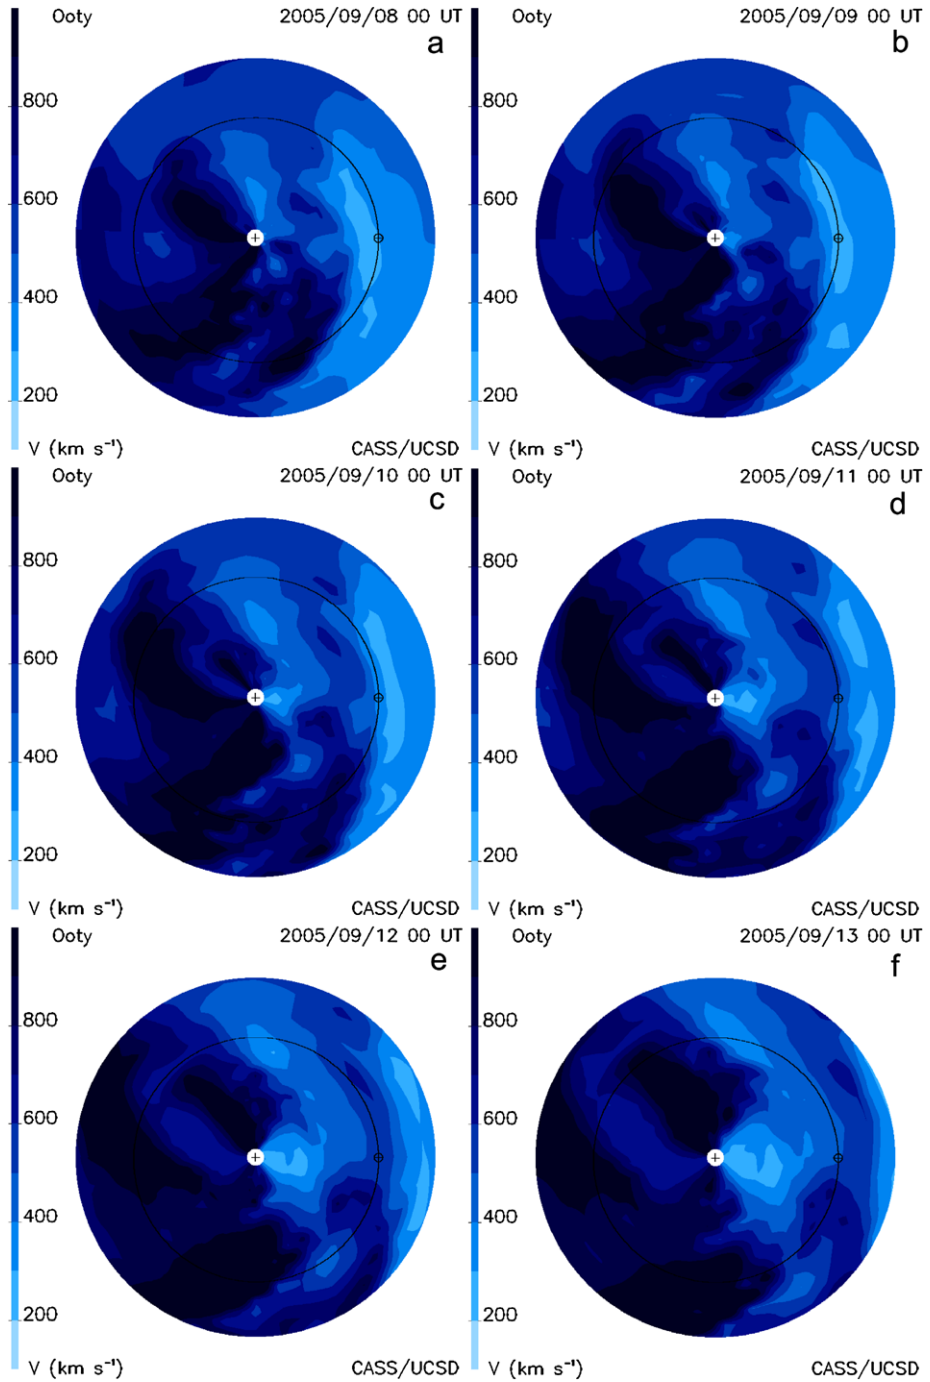 Ooty 2005/09/08 00 UT
a
800
600
400
200
V (km s⁻¹) CASS/UCSD
Ooty 2005/09/09 00 UT
b
800
600
400
200
V (km s⁻¹) CASS/UCSD
Ooty 2005/09/10 00 UT
c
800
600
400
200
V (km s⁻¹) CASS/UCSD
Ooty 2005/09/11 00 UT
d
800
600
400
200
V (km s⁻¹) CASS/UCSD
Ooty 2005/09/12 00 UT
e
800
600
400
200
V (km s⁻¹) CASS/UCSD
Ooty 2005/09/13 00 UT
f
800
600
400
200
V (km s⁻¹) CASS/UCSD